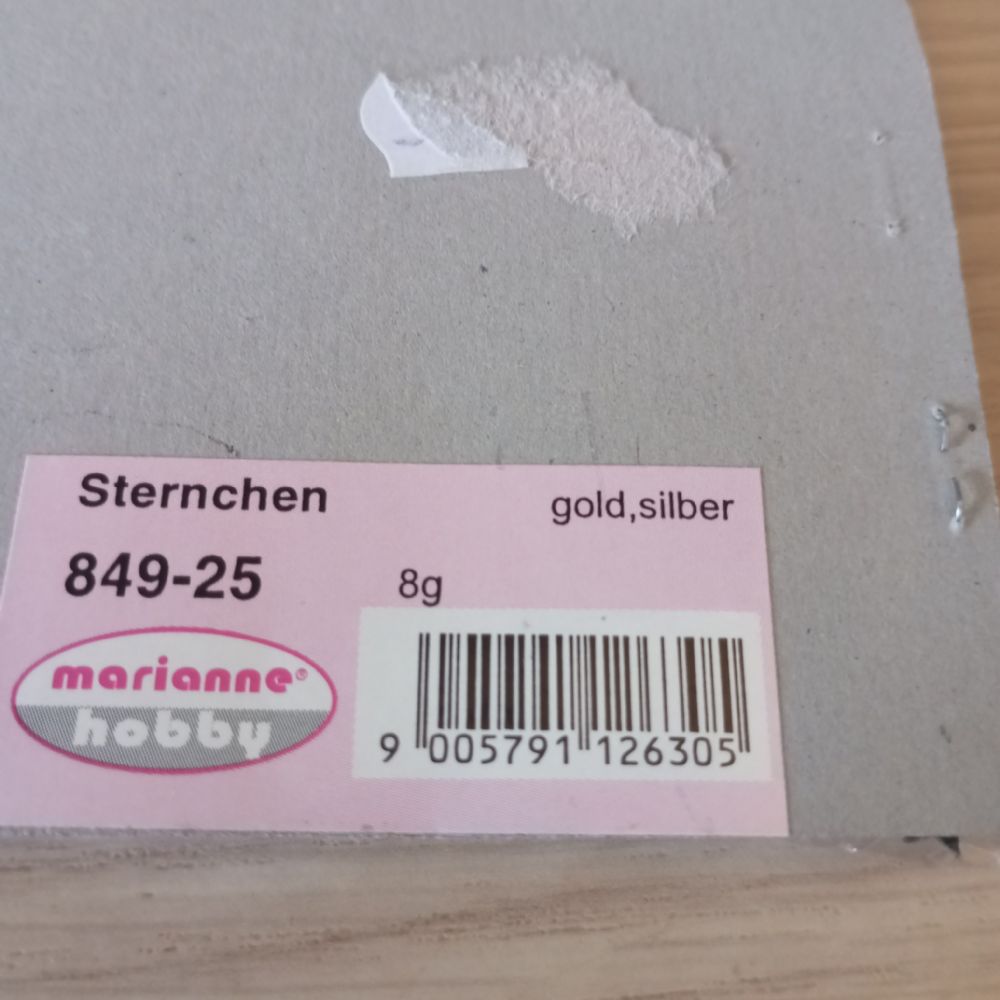 Sternchen
gold,silber
849-25
8g
marianne®
hobby
9 005791 126305